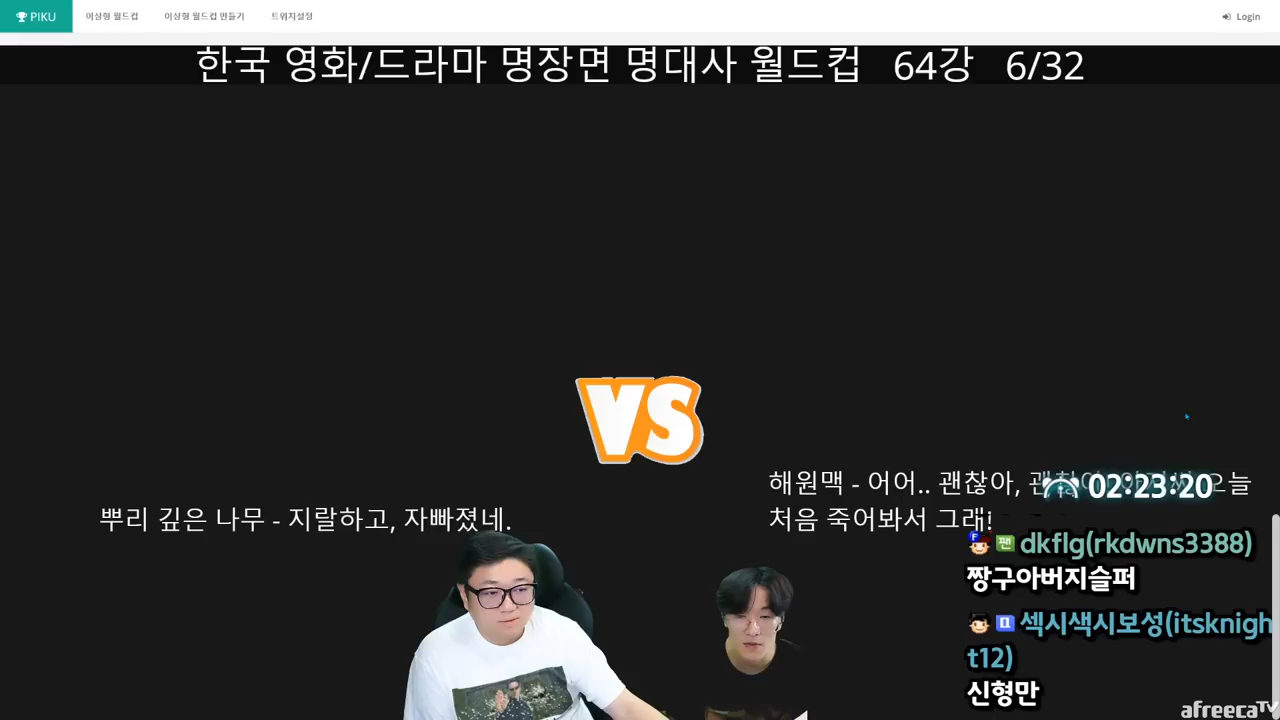 PIKU 이상형 월드컵 이상형 월드컵 만들기 트위치설정 Login
한국 영화/드라마 명장면 명대사 월드컵 64강 6/32
VS
뿌리 깊은 나무 - 지랄하고, 자빠졌네.
해원맥 - 어어.. 괜찮아, 오늘
처음 죽어봐서 그래!
02:23:20
F 팬 dkflg(rkdwns3388)
짱구아버지슬퍼
섹시색시보성(itsknigh
t12)
신형만
afreecaTV